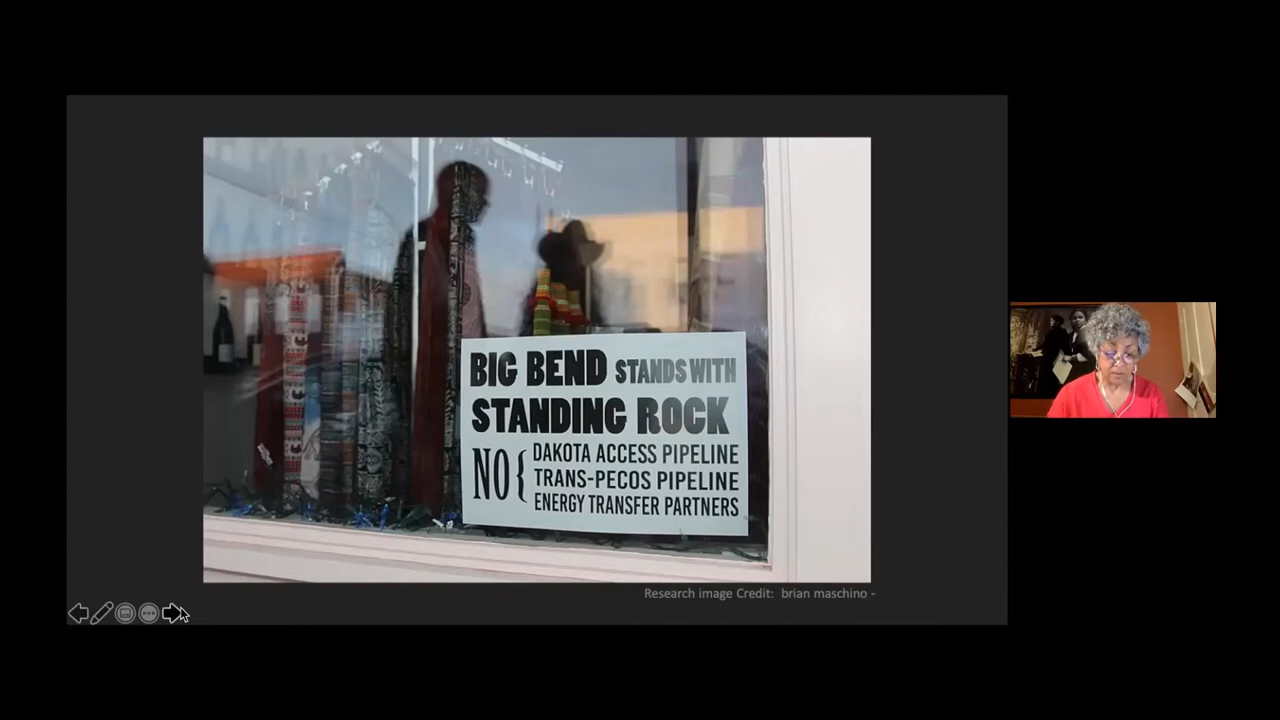 BIG BEND STANDS WITH
STANDING ROCK
NO { DAKOTA ACCESS PIPELINE
TRANS-PECOS PIPELINE
ENERGY TRANSFER PARTNERS
Research image Credit: brian maschino -